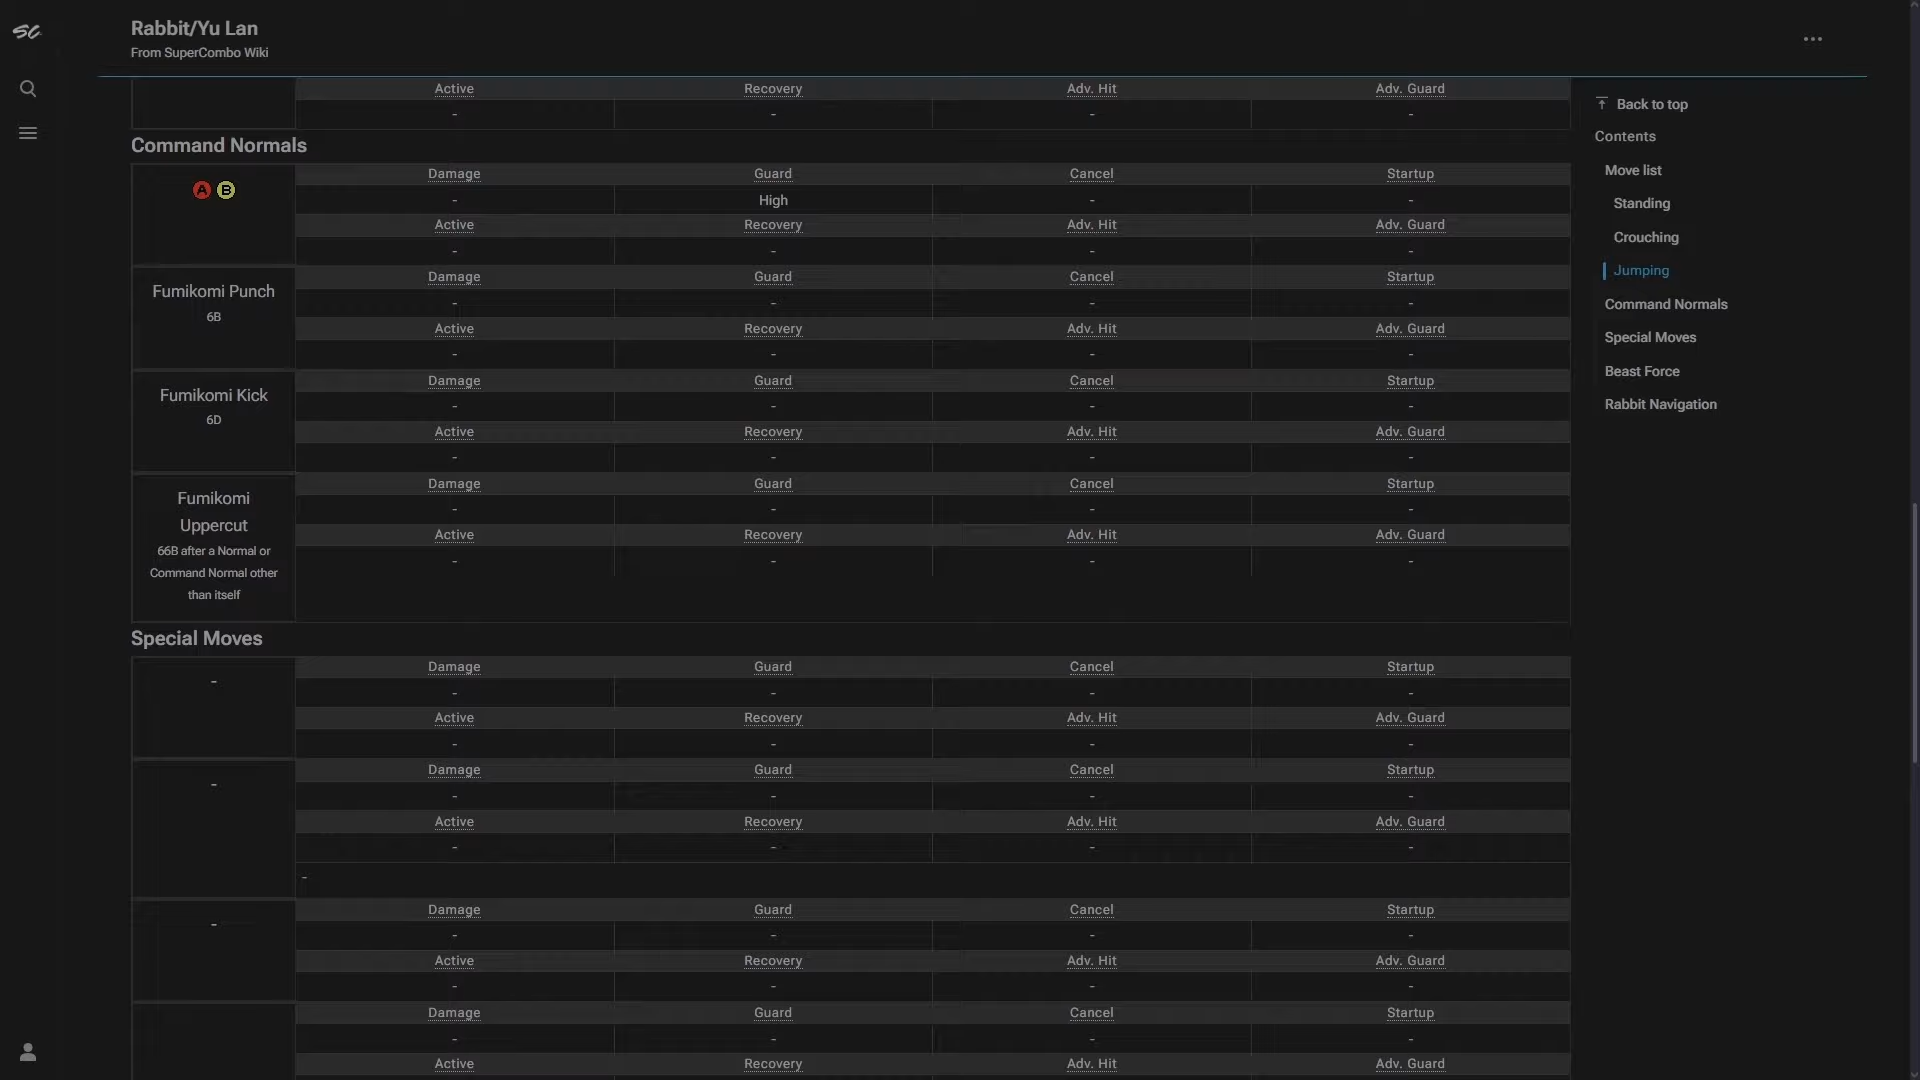 SC
Rabbit/Yu Lan
From SuperCombo Wiki
Active Recovery Adv. Hit Adv. Guard
- - - -
Command Normals
A B
Damage Guard Cancel Startup
- High - -
Active Recovery Adv. Hit Adv. Guard
- - - -
Fumikomi Punch
6B
Damage Guard Cancel Startup
- - - -
Active Recovery Adv. Hit Adv. Guard
- - - -
Fumikomi Kick
6D
Damage Guard Cancel Startup
- - - -
Active Recovery Adv. Hit Adv. Guard
- - - -
Fumikomi
Uppercut
66B after a Normal or
Command Normal other
than itself
Damage Guard Cancel Startup
- - - -
Active Recovery Adv. Hit Adv. Guard
- - - -
Special Moves
-
Damage Guard Cancel Startup
- - - -
Active Recovery Adv. Hit Adv. Guard
- - - -
-
Damage Guard Cancel Startup
- - - -
Active Recovery Adv. Hit Adv. Guard
- - - -
-
-
Damage Guard Cancel Startup
- - - -
Active Recovery Adv. Hit Adv. Guard
- - - -
Damage Guard Cancel Startup
- - - -
Active Recovery Adv. Hit Adv. Guard
Back to top
Contents
Move list
Standing
Crouching
Jumping
Command Normals
Special Moves
Beast Force
Rabbit Navigation